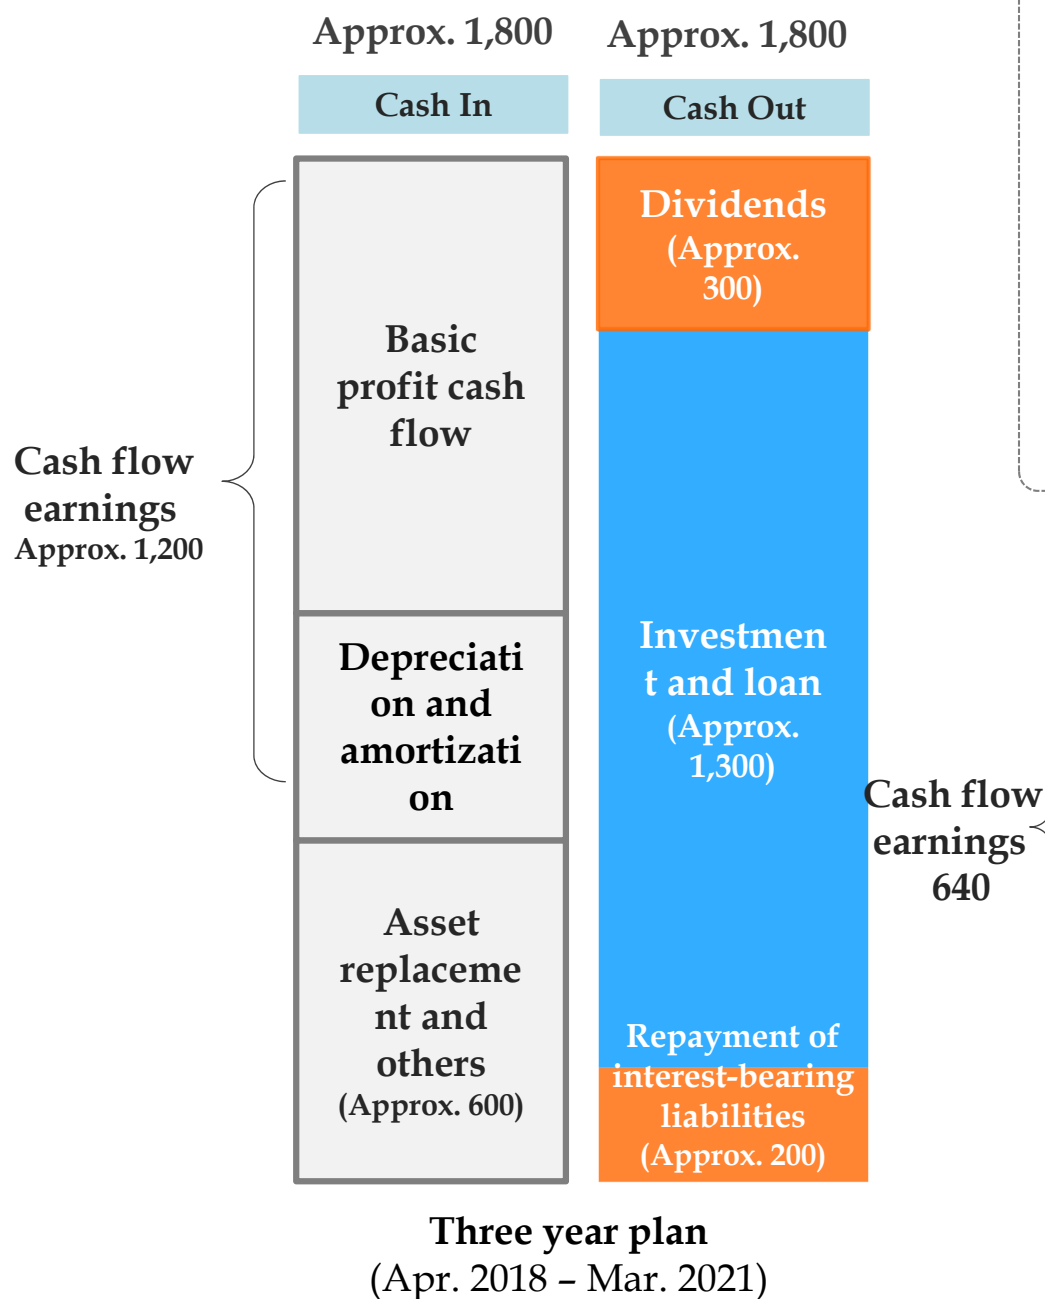 Approx. 1,800
Approx. 1,800
Cash In
Cash Out
Cash flow
earnings
Approx. 1,200
Basic
profit cash
flow
Depreciati
on and
amortizati
on
Asset
replaceme
nt and
others
(Approx. 600)
Dividends
(Approx.
300)
Investmen
t and loan
(Approx.
1,300)
Repayment of
interest-bearing
liabilities
(Approx. 200)
Cash flow
earnings
640
Three year plan
(Apr. 2018 – Mar. 2021)